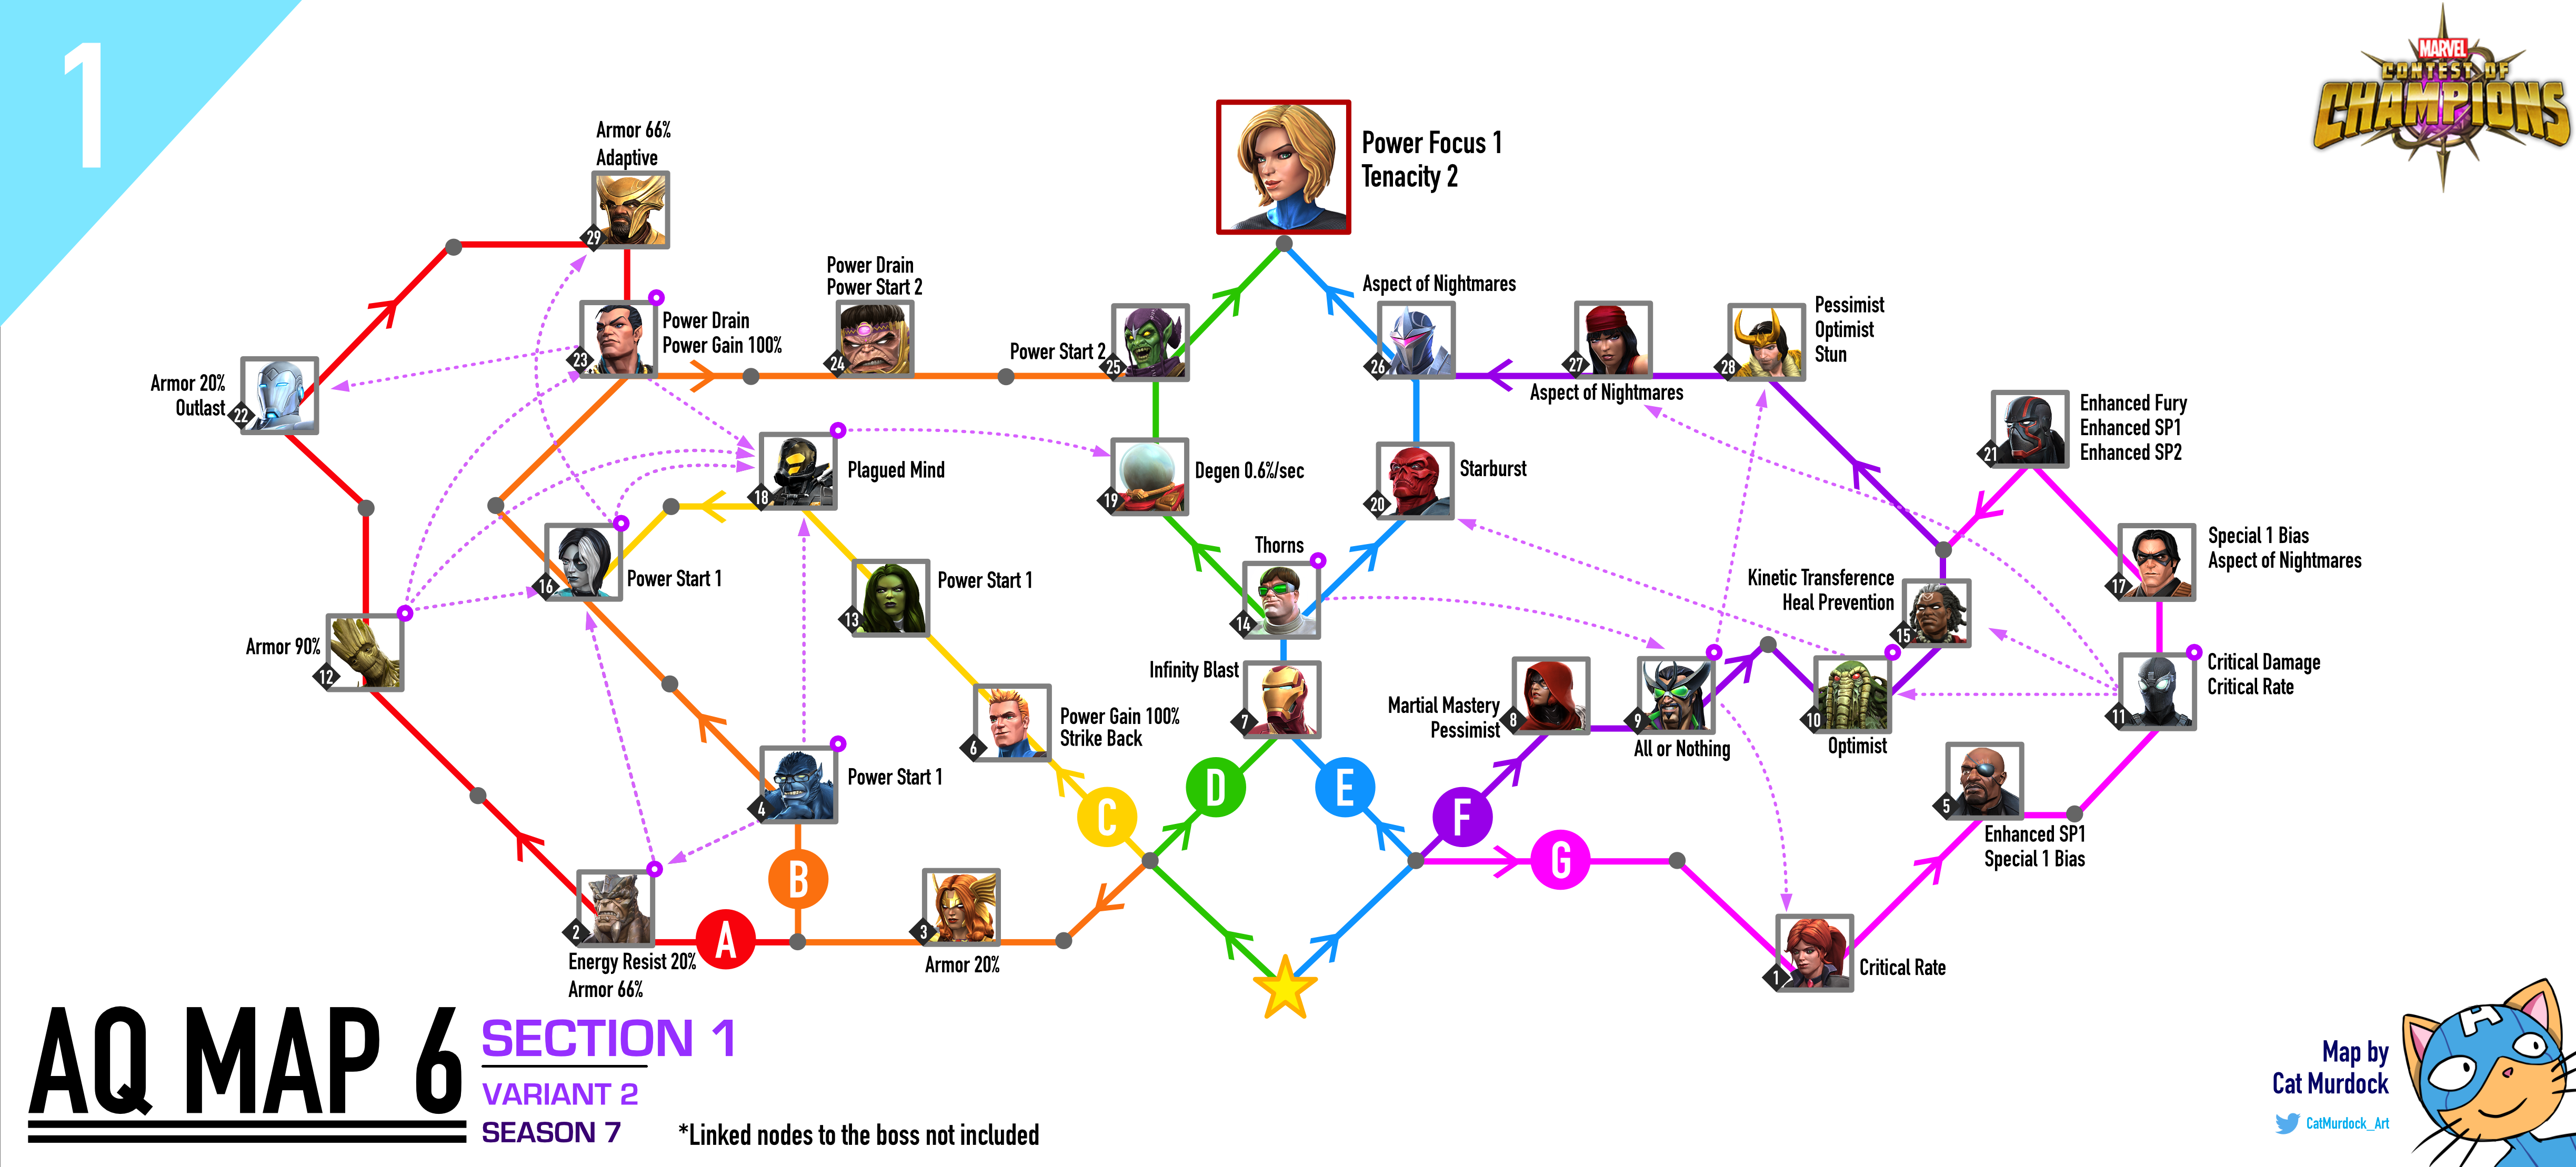 1
MARVEL
CONTEST OF
CHAMPIONS
Armor 66%
Adaptive
29
Power Focus 1
Tenacity 2
Power Drain
Power Start 2
24
Power Drain
Power Gain 100%
23
Power Start 2
25
Aspect of Nightmares
26
Aspect of Nightmares
27
Pessimist
Optimist
Stun
28
Armor 20%
Outlast
22
Enhanced Fury
Enhanced SP1
Enhanced SP2
21
Plagued Mind
18
Degen 0.6%/sec
19
Starburst
20
Special 1 Bias
Aspect of Nightmares
17
Power Start 1
16
Power Start 1
13
Thorns
14
Kinetic Transference
Heal Prevention
15
Armor 90%
12
Infinity Blast
7
Martial Mastery
Pessimist
8
9
All or Nothing
10
Optimist
Critical Damage
Critical Rate
11
Power Gain 100%
Strike Back
6
Power Start 1
4
5
Enhanced SP1
Special 1 Bias
A
B
C
D
E
F
G
2
Energy Resist 20%
Armor 66%
3
Armor 20%
1
Critical Rate
AQ MAP 6
SECTION 1
VARIANT 2
SEASON 7
*Linked nodes to the boss not included
A
Map by
Cat Murdock
CatMurdock_Art